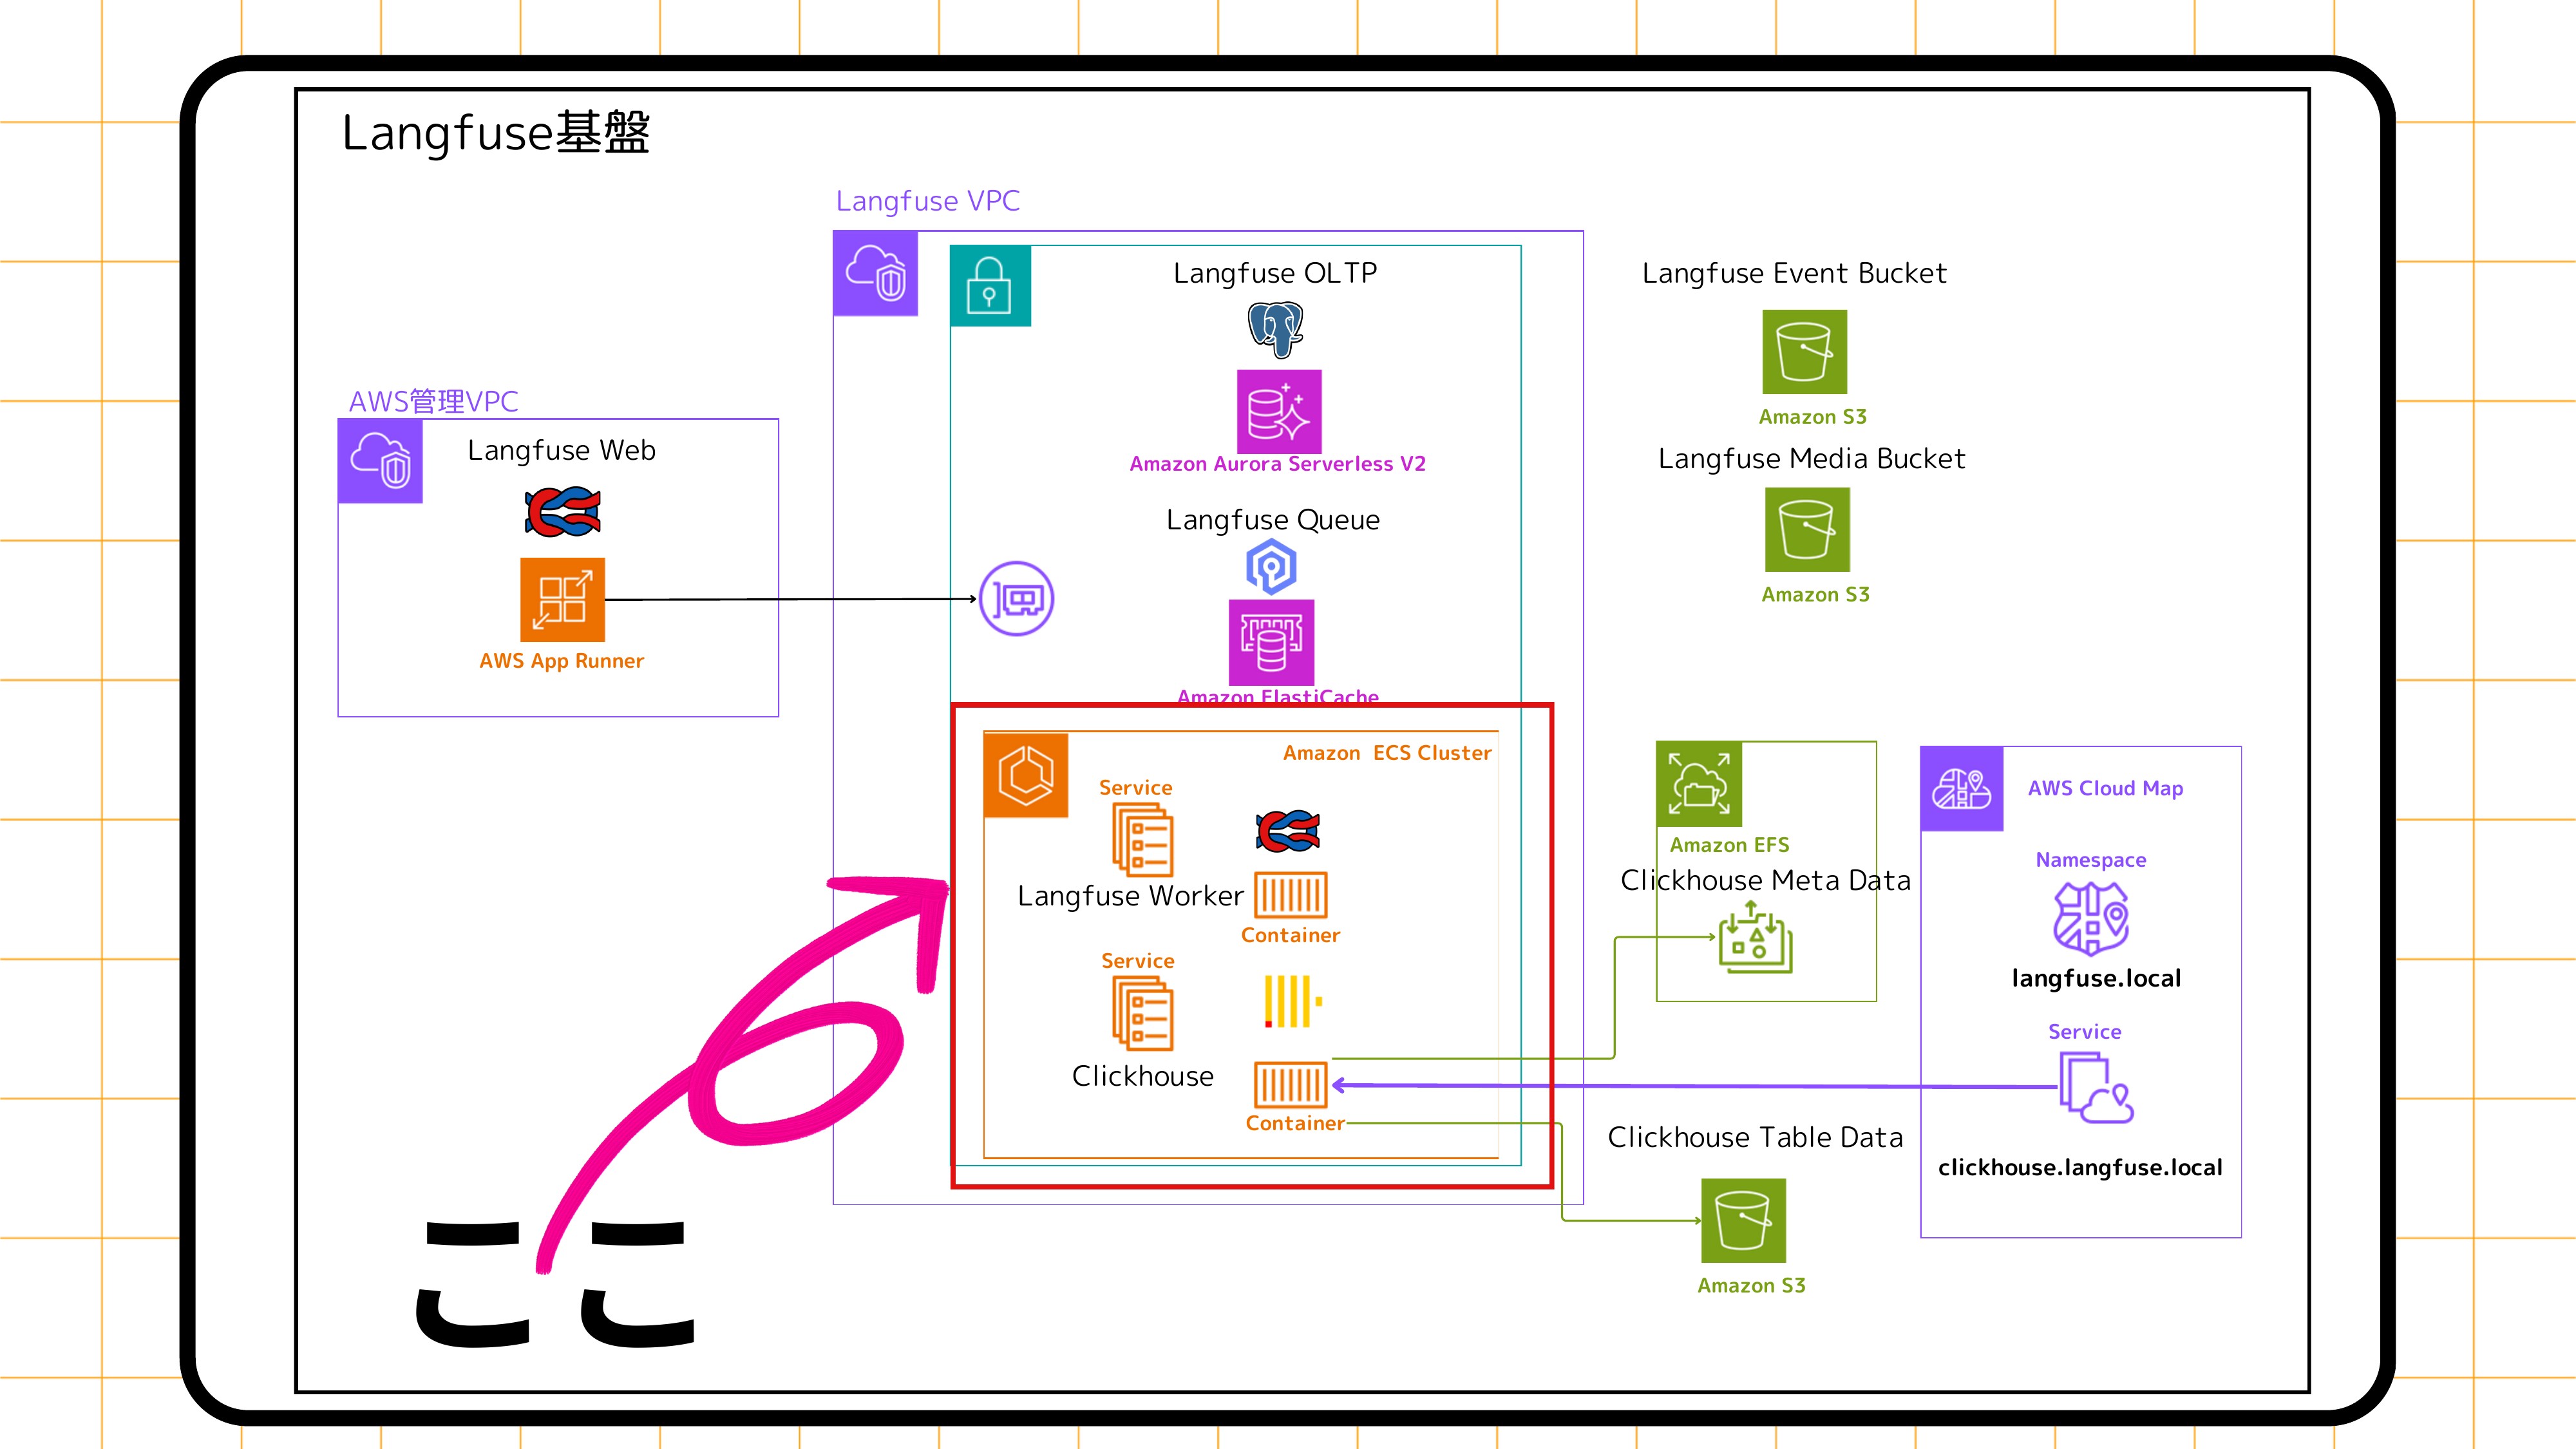 Langfuse基盤
Langfuse VPC
Langfuse OLTP
Amazon Aurora Serverless V2
Langfuse Queue
Amazon ElastiCache
Langfuse Event Bucket
Amazon S3
Langfuse Media Bucket
Amazon S3
AWS管理VPC
Langfuse Web
AWS App Runner
Amazon ECS Cluster
Service
Langfuse Worker
Container
Service
Clickhouse
Container
Amazon EFS
Clickhouse Meta Data
AWS Cloud Map
Namespace
langfuse.local
Service
clickhouse.langfuse.local
Clickhouse Table Data
Amazon S3
ここ